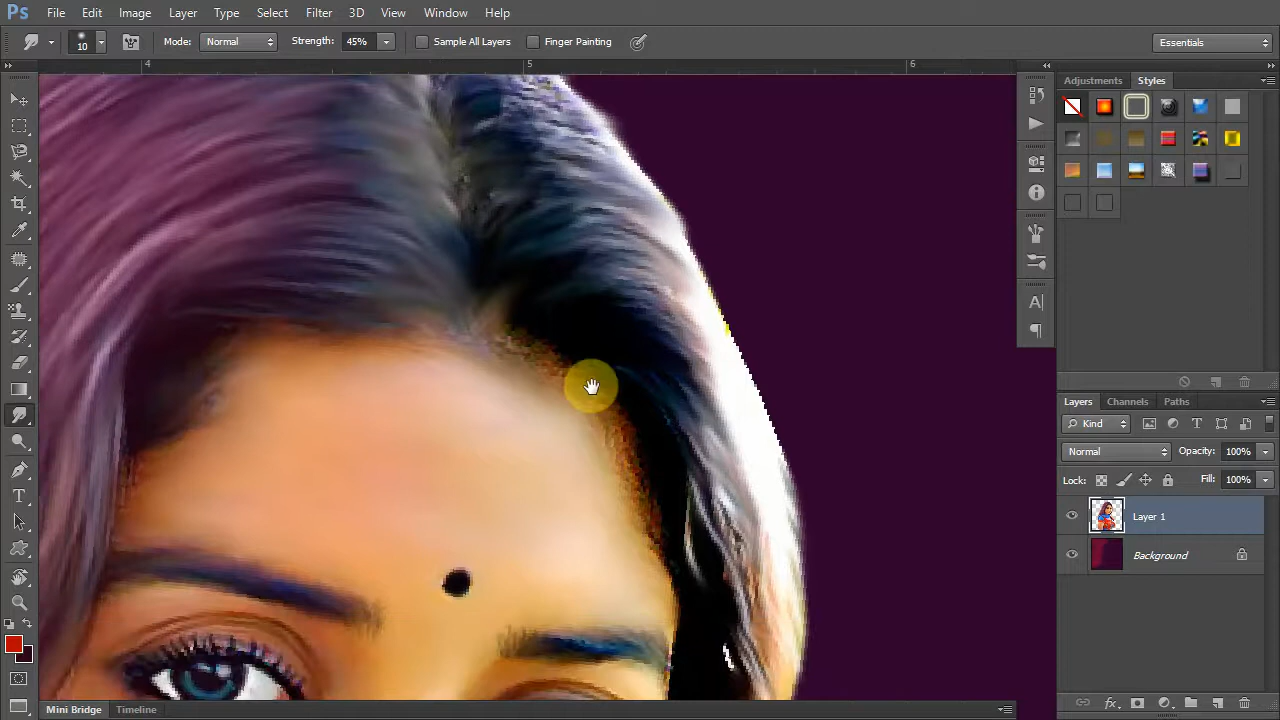 Ps File Edit Image Layer Type Select Filter 3D View Window Help
10 Mode: Normal Strength: 45% Sample All Layers Finger Painting Essentials
4 5 6
Adjustments Styles
Layers Channels Paths
Kind
Normal Opacity: 100%
Lock: Fill: 100%
Layer 1
Background
Mini Bridge Timeline